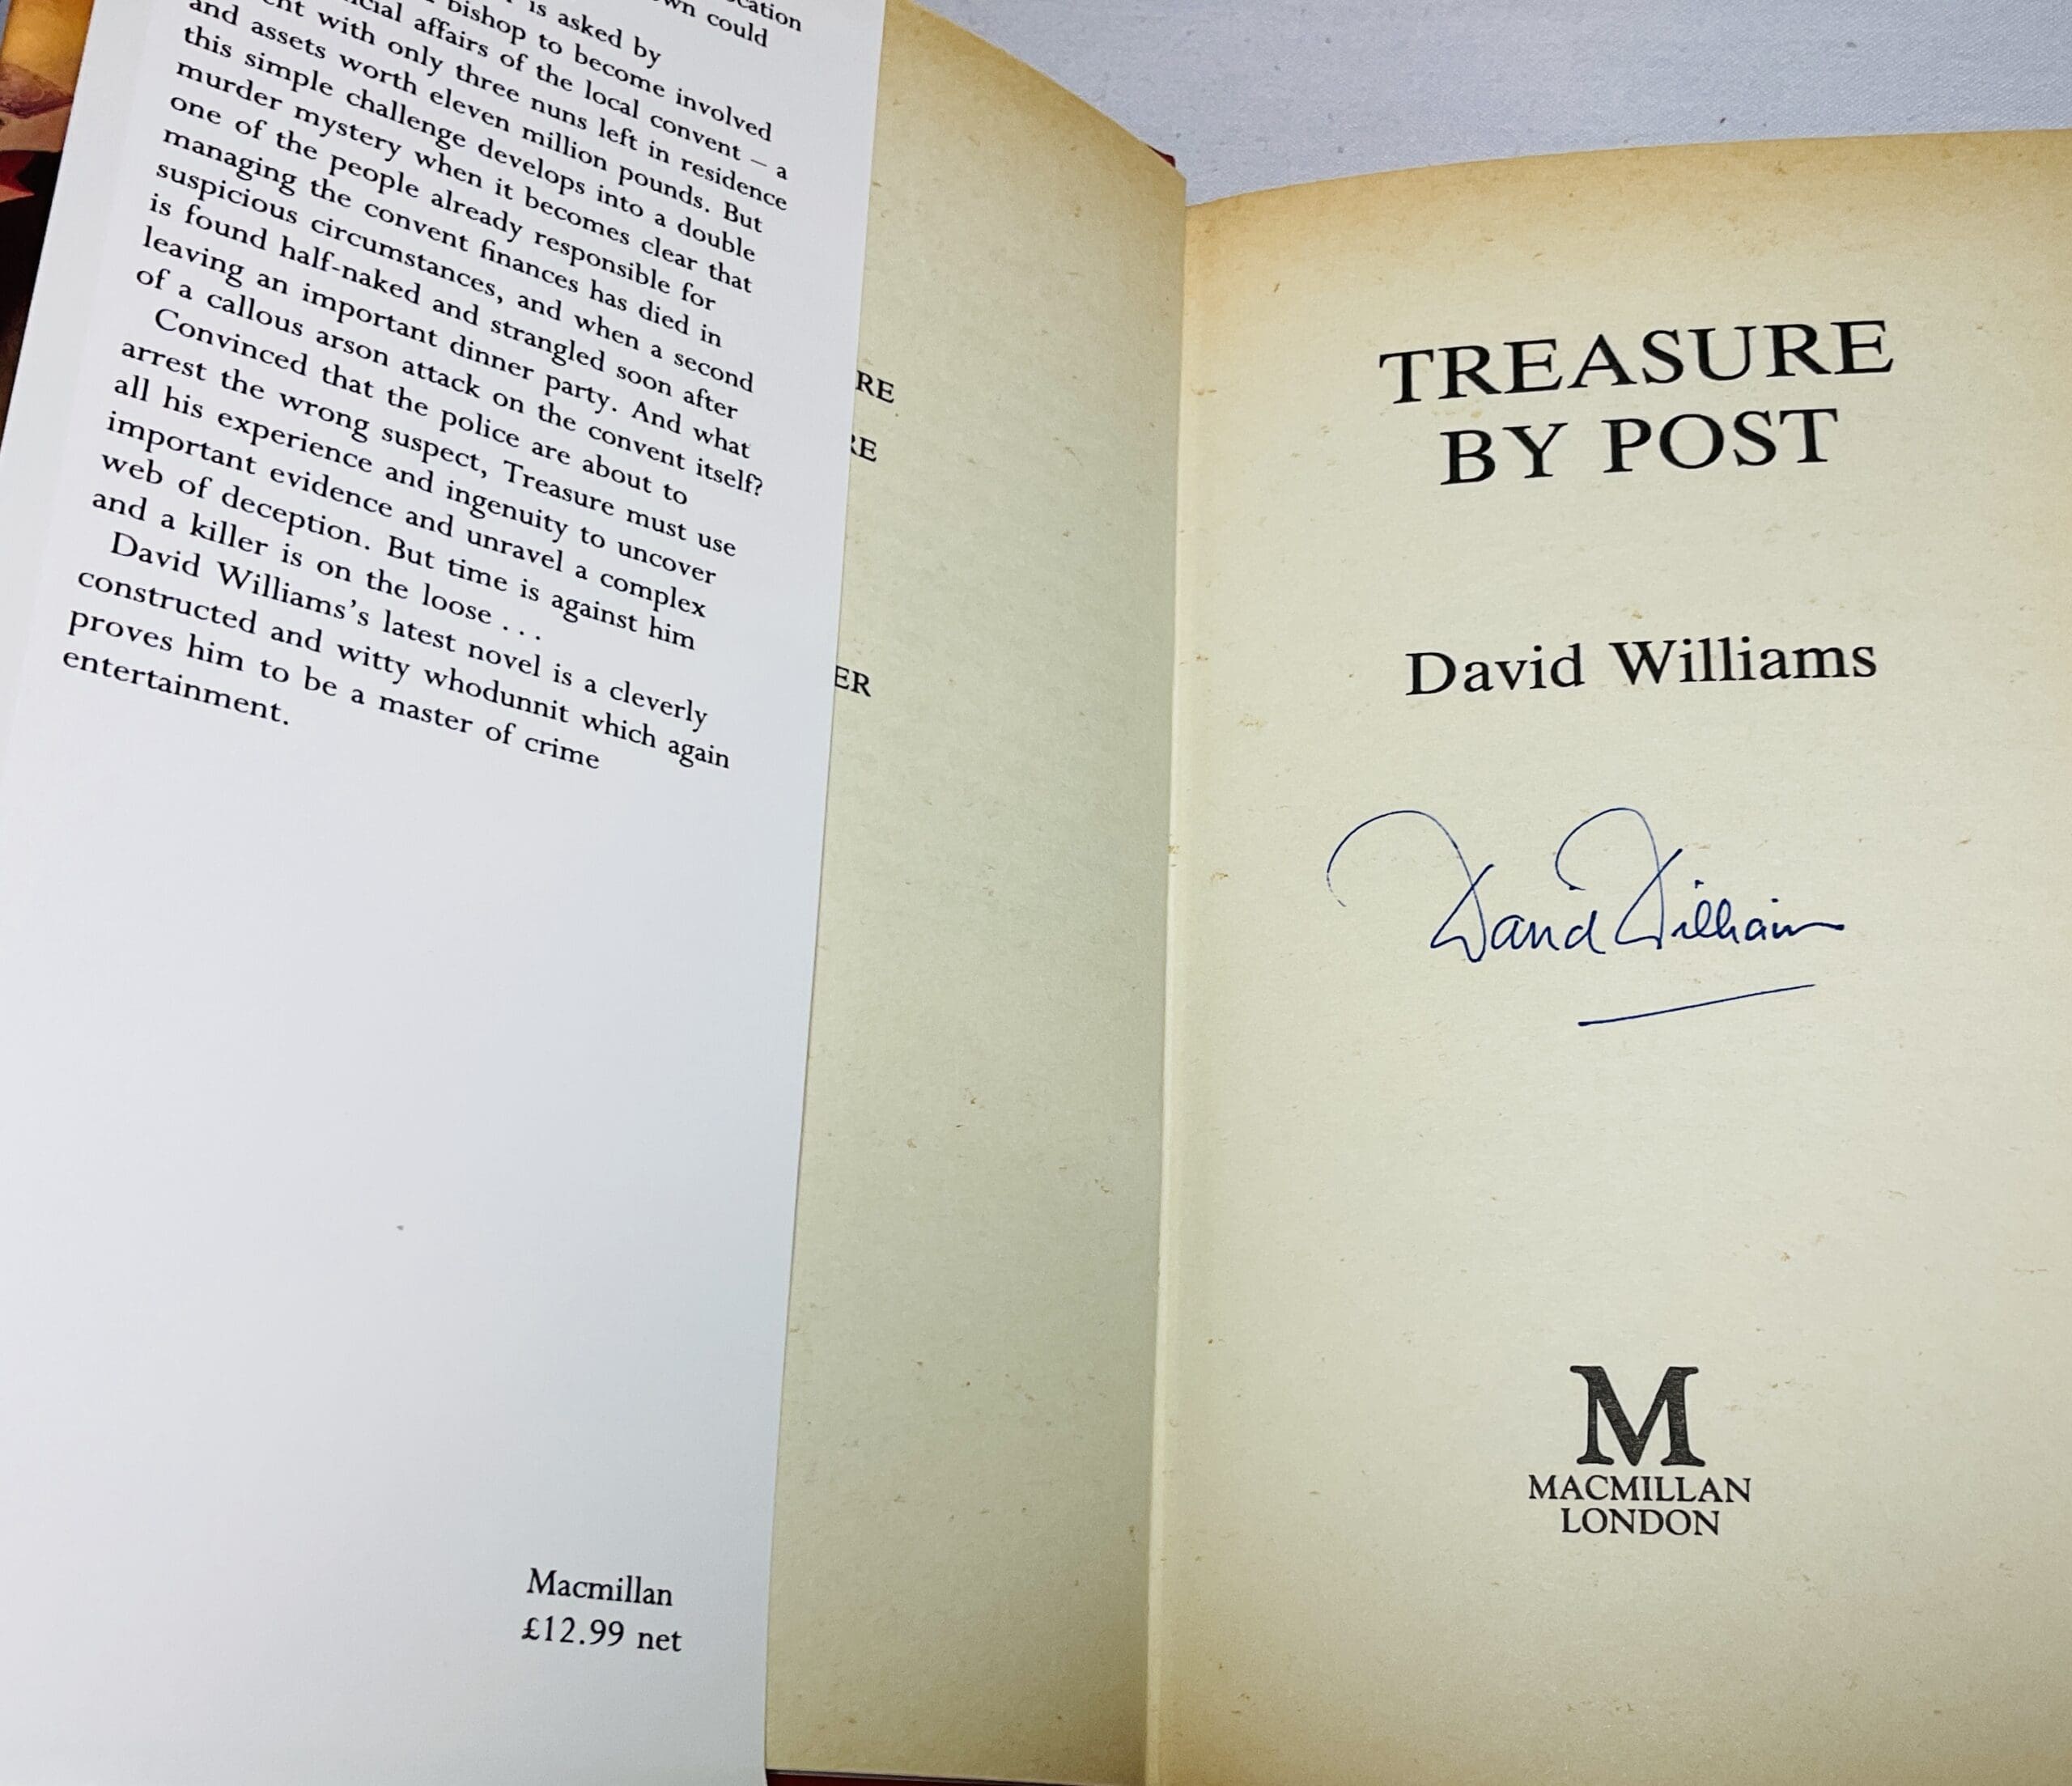 could
is asked by
bishop to become involved
affairs of the local convent – a
with only three nuns left in residence
and assets worth eleven million pounds. But
this simple challenge develops into a double
murder mystery when it becomes clear that
one of the people already responsible for
managing the convent finances has died in
suspicious circumstances, and when a second
is found half-naked and strangled soon after
leaving an important dinner party. And what
of a callous arson attack on the convent itself?
Convinced that the police are about to
arrest the wrong suspect, Treasure must use
all his experience and ingenuity to uncover
important evidence and unravel a complex
web of deception. But time is against him
and a killer is on the loose . . .
David Williams's latest novel is a cleverly
constructed and witty whodunnit which again
proves him to be a master of crime
entertainment.
Macmillan
£12.99 net
RE
RE
ER
TREASURE
BY POST
David Williams
David Williams
M
MACMILLAN
LONDON